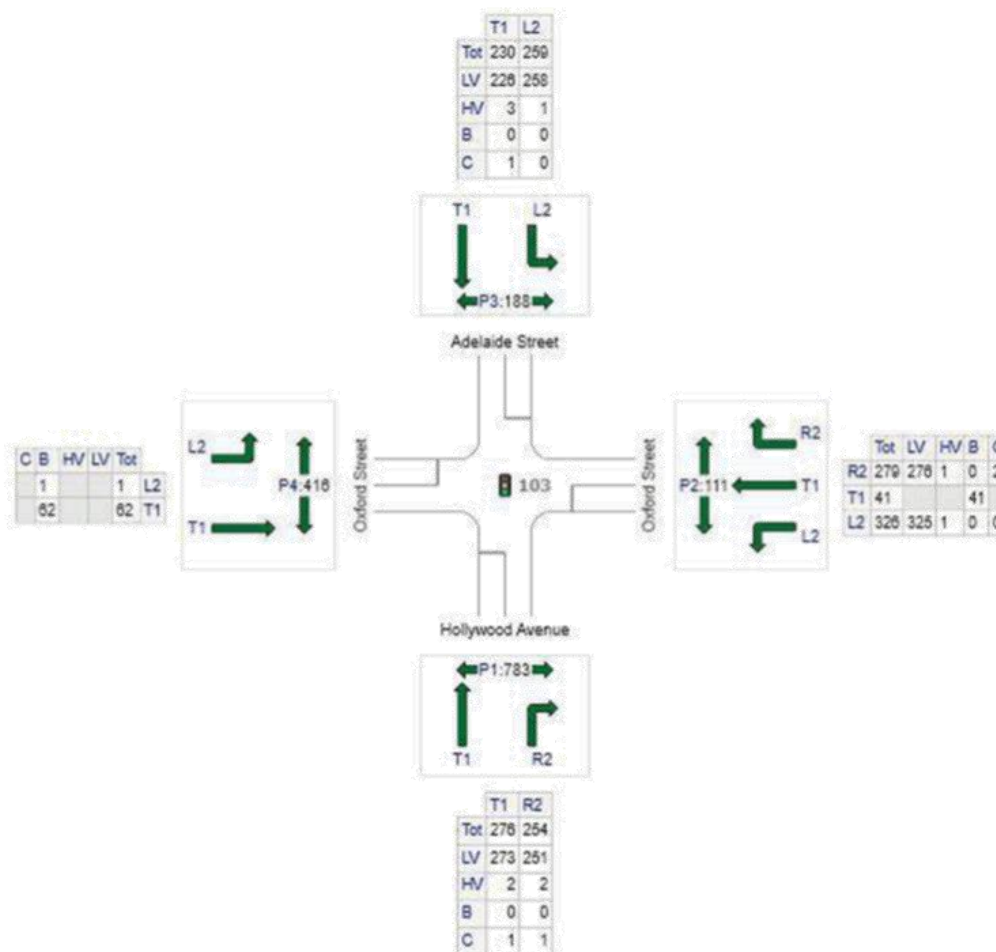 T1 L2
Tot 230 259
LV 226 258
HV 3 1
B 0 0
C 1 0
T1 L2
P3:188
Adelaide Street
C B HV LV Tot
1 1 L2
62 62 T1
L2
P4:416
T1
Oxford Street
103
Oxford Street
P2:111
R2
T1
L2
Tot LV HV B
R2 279 276 1 0 2
T1 41 41
L2 326 325 1 0 0
Hollywood Avenue
P1:783
T1 R2
T1 R2
Tot 276 254
LV 273 251
HV 2 2
B 0 0
C 1 1